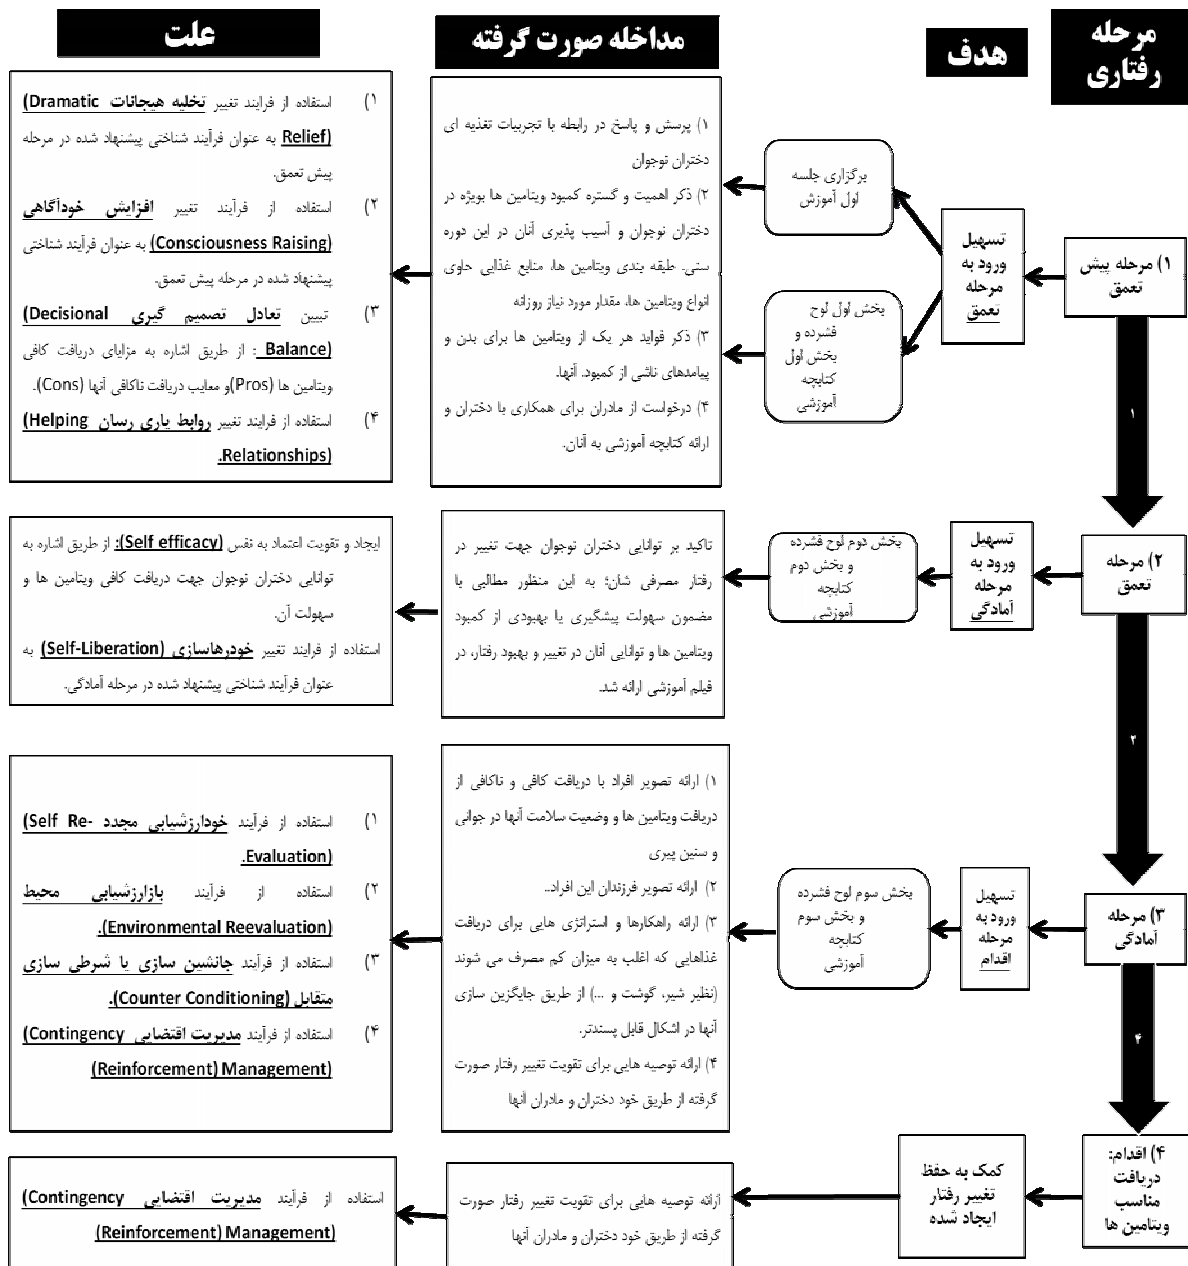 مرحله
رفتاری
هدف
مداخله صورت گرفته
علت
۱) مرحله پیش
تعمق
تسهیل
ورود به
مرحله
تعمق
برگزاری جلسه
اول آموزش
بخش اول لوح
فشرده و
بخش اول
کتابچه
آموزشی
۱) پرسش و پاسخ در رابطه با تجربیات تغذیه ای
دختران نوجوان
۲) ذکر اهمیت و گستره کمبود ویتامین ها بویژه در
دختران نوجوان و آسیب پذیری آنان در این دوره
سنی. طبقه بندی ویتامین ها، منابع غذایی حاوی
انواع ویتامین ها، مقدار مورد نیاز روزانه
۳) ذکر فواید هر یک از ویتامین ها برای بدن و
پیامدهای ناشی از کمبود. آنها.
۴) درخواست از مادران برای همکاری با دختران و
ارائه کتابچه آموزشی به آنان.
۱) استفاده از فرایند تغییر تخلیه هیجانات (Dramatic
Relief) به عنوان فرآیند شناختی پیشنهاد شده در مرحله
پیش تعمق.
۲) استفاده از فرآیند تغییر افزایش خودآگاهی
(Consciousness Raising) به عنوان فرآیند شناختی
پیشنهاد شده در مرحله پیش تعمق.
۳) تبیین تعادل تصمیم گیری (Decisional
Balance) : از طریق اشاره به مزایای دریافت کافی
ویتامین ها (Pros)و معایب دریافت ناکافی آنها (Cons).
۴) استفاده از فرایند تغییر روابط یاری رسان (Helping
Relationships).
۱
۲) مرحله
تعمق
تسهیل
ورود به
مرحله
آمادگی
بخش دوم لوح فشرده
و بخش دوم
کتابچه
آموزشی
تاکید بر توانایی دختران نوجوان جهت تغییر در
رفتار مصرفی شان؛ به این منظور مطالبی با
مضمون سهولت پیشگیری یا بهبودی از کمبود
ویتامین ها و توانایی آنان در تغییر و بهبود رفتار، در
فیلم آموزشی ارائه شد.
ایجاد و تقویت اعتماد به نفس (Self efficacy): از طریق اشاره به
توانایی دختران نوجوان جهت دریافت کافی ویتامین ها و
سهولت آن.
استفاده از فرایند تغییر خودرهاسازی (Self-Liberation) به
عنوان فرآیند شناختی پیشنهاد شده در مرحله آمادگی.
۳) مرحله
آمادگی
تسهیل
ورود به
مرحله
اقدام
بخش سوم لوح فشرده
و بخش سوم
کتابچه
آموزشی
۱) ارائه تصویر افراد با دریافت کافی و ناکافی از
دریافت ویتامین ها و وضعیت سلامت آنها در جوانی
و سنین پیری
۲) ارائه تصویر فرزندان این افراد..
۳) ارائه راهکارها و استراتژی هایی برای دریافت
غذاهایی که اغلب به میزان کم مصرف می شوند
(نظیر شیر، گوشت و ...) از طریق جایگزین سازی
آنها در اشکال قابل پسندتر.
۴) ارائه توصیه هایی برای تقویت تغییر رفتار صورت
گرفته از طریق خود دختران و مادران آنها
۱) استفاده از فرآیند خودارزشیابی مجدد (Self Re-
Evaluation).
۲) استفاده از فرآیند بازارزشیابی محیط
(Environmental Reevaluation).
۳) استفاده از فرآیند جانشین سازی یا شرطی سازی
متقابل (Counter Conditioning).
۴) استفاده از فرآیند مدیریت اقتضایی (Contingency
(Reinforcement) Management)
۴
۴) اقدام:
دریافت
مناسب
ویتامین ها
کمک به حفظ
تغییر رفتار
ایجاد شده
ارائه توصیه هایی برای تقویت تغییر رفتار صورت
گرفته از طریق خود دختران و مادران آنها
استفاده از فرآیند مدیریت اقتضایی (Contingency
(Reinforcement) Management)